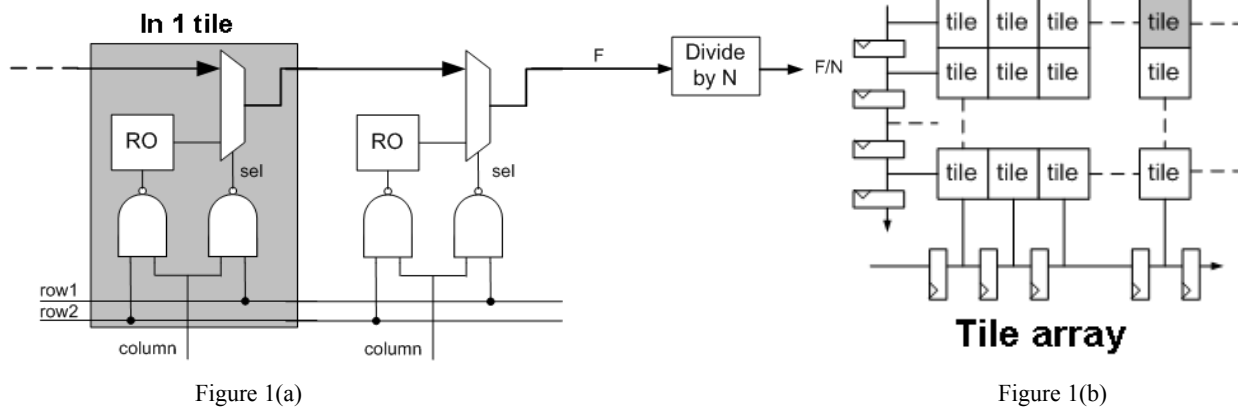 In 1 tile
RO
sel
RO
sel
row1
row2
column
column
F
Divide
by N
F/N
Figure 1(a)
tile tile tile tile
tile tile tile tile
tile tile tile tile
Tile array
Figure 1(b)